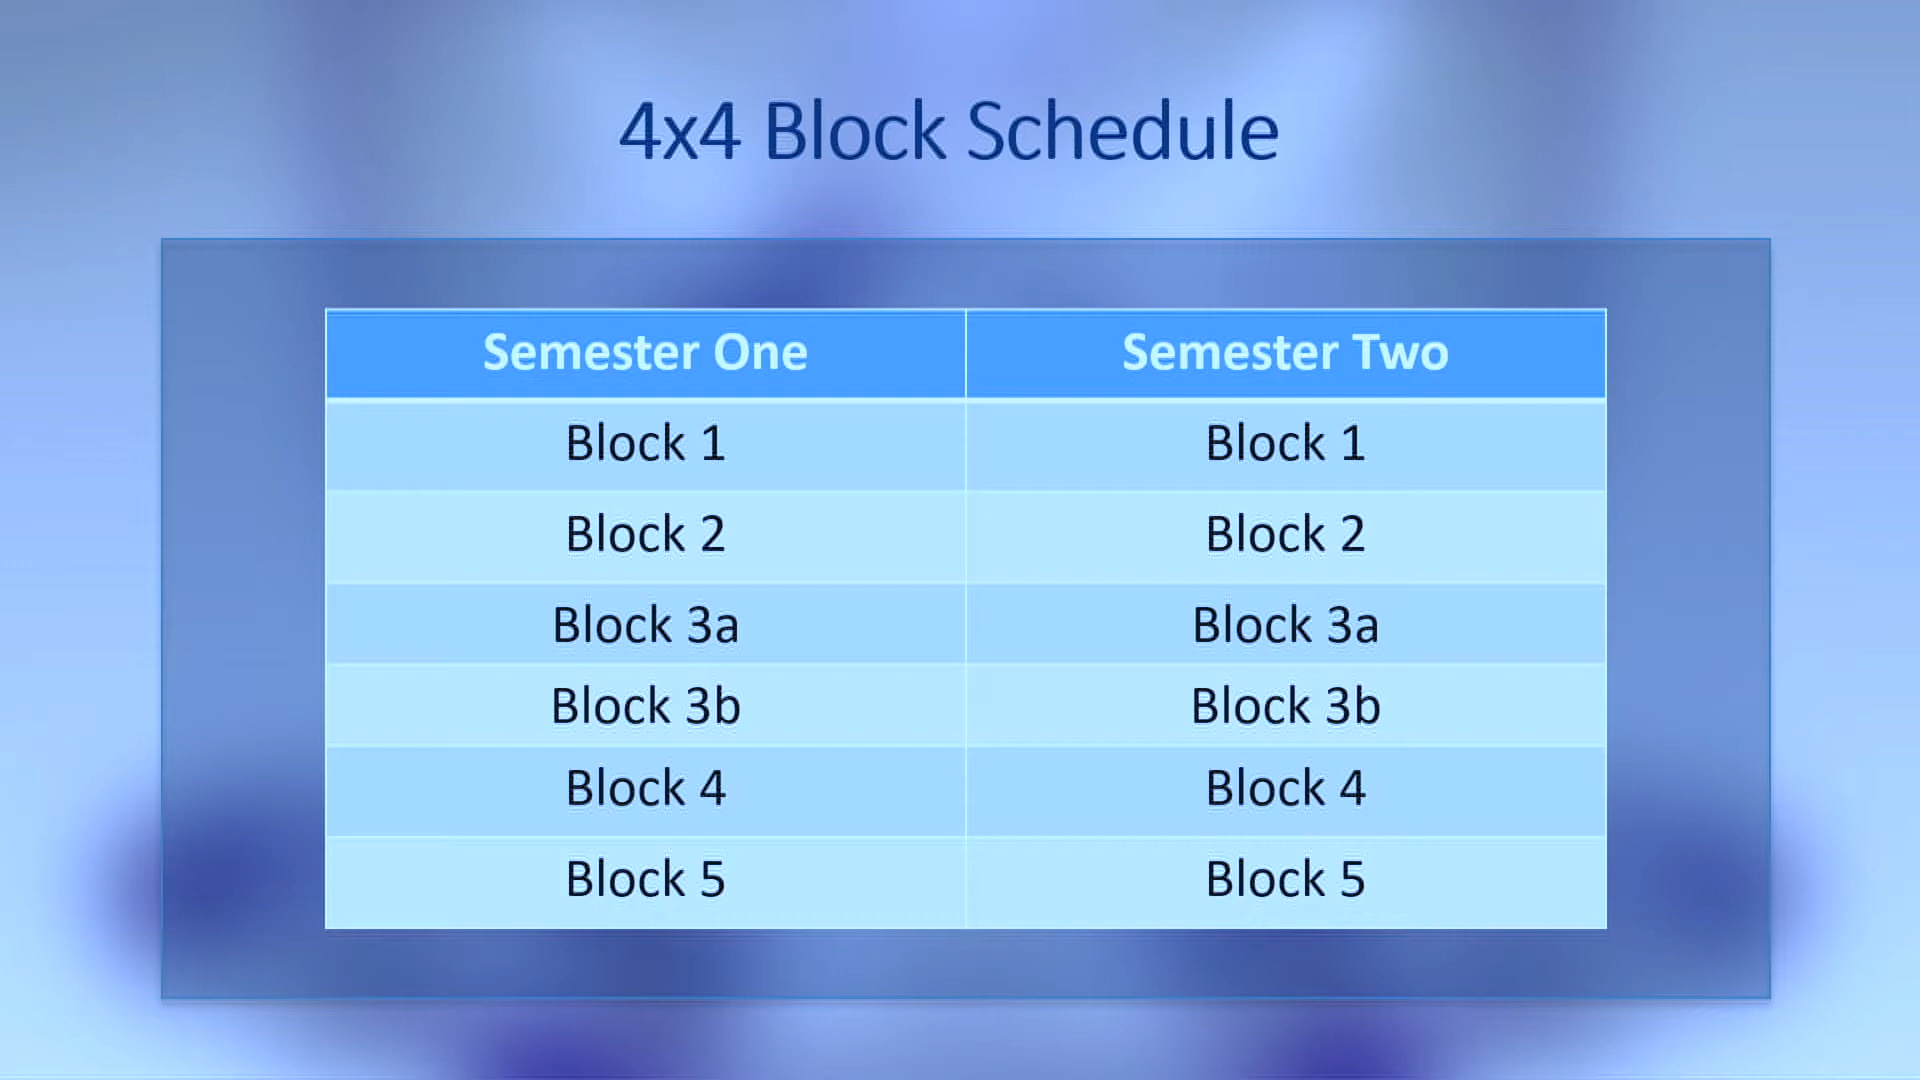 4x4 Block Schedule
Semester One Semester Two
Block 1 Block 1
Block 2 Block 2
Block 3a Block 3a
Block 3b Block 3b
Block 4 Block 4
Block 5 Block 5